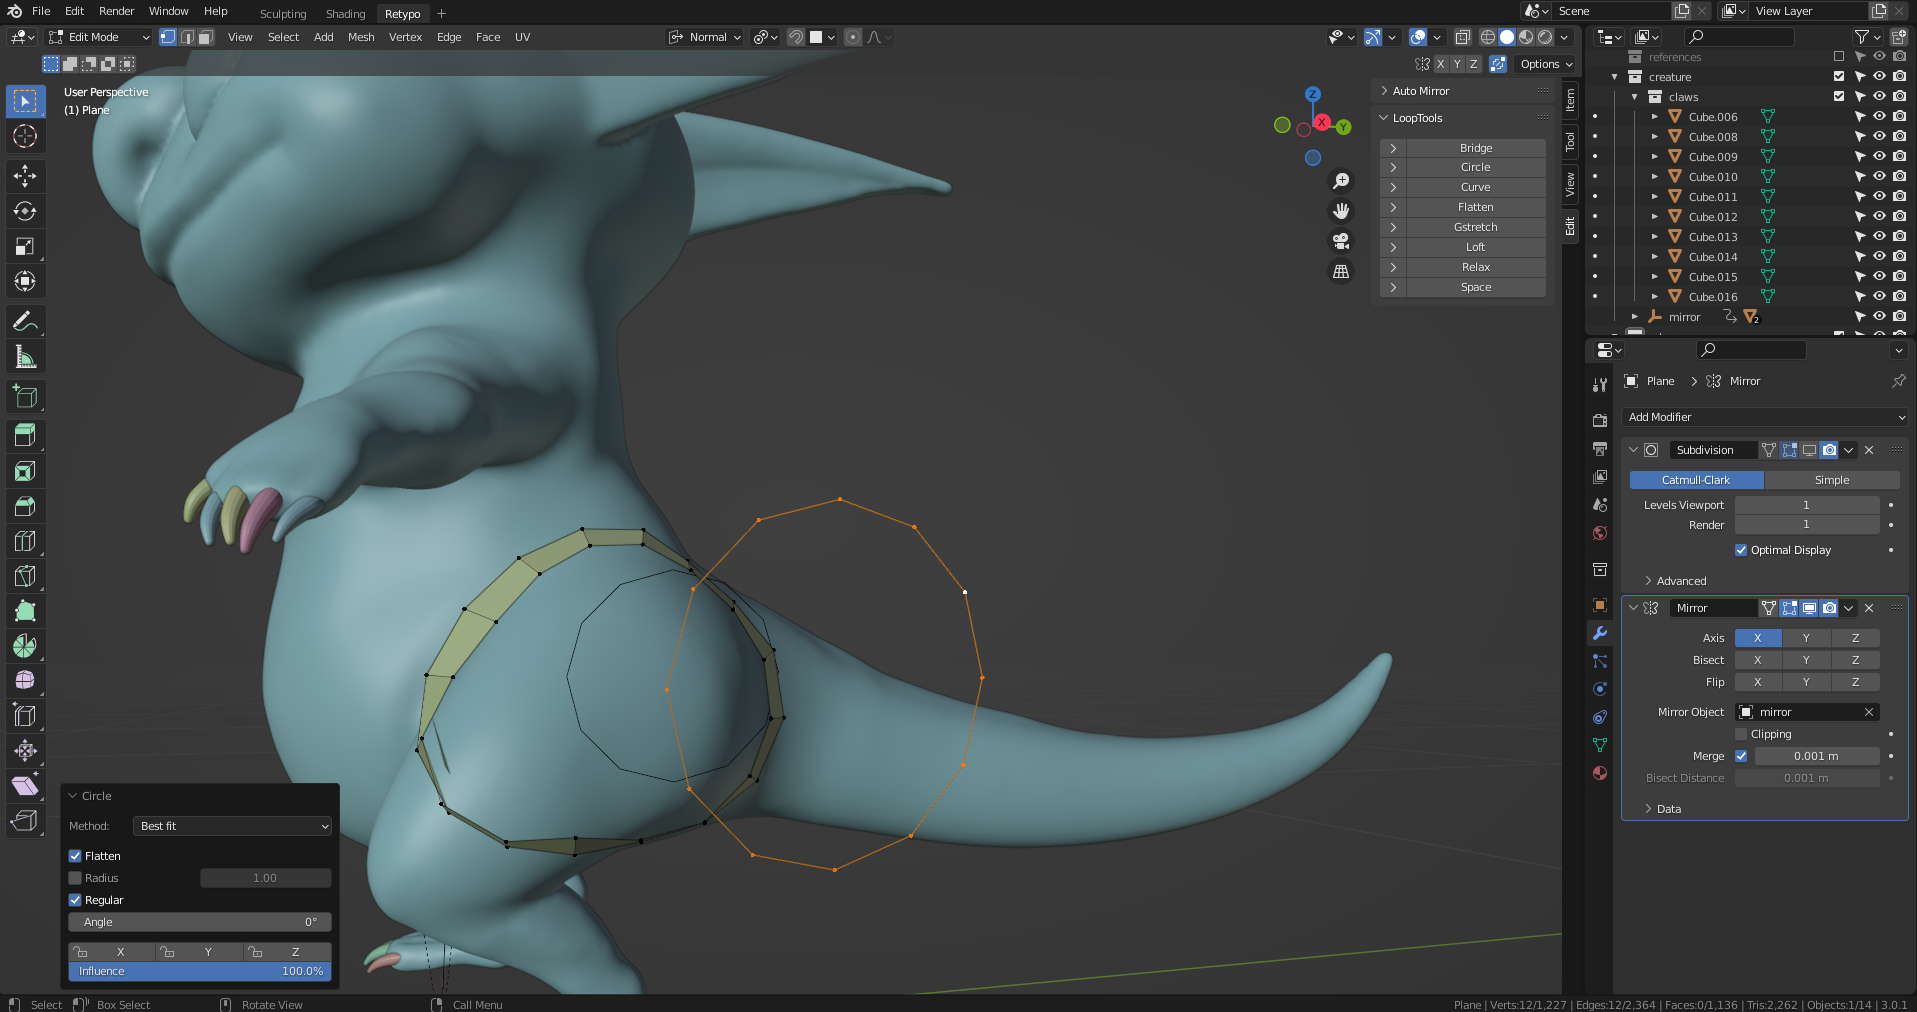 File Edit Render Window Help Sculpting Shading Retypo + Scene View Layer
Edit Mode View Select Add Mesh Vertex Edge Face UV Normal
X Y Z Options
User Perspective
(1) Plane
Z
X
Y
Auto Mirror
LoopTools
Bridge
Circle
Curve
Flatten
Gstretch
Loft
Relax
Space
Item
Tool
View
Edit
references
creature
claws
Cube.006
Cube.008
Cube.009
Cube.010
Cube.011
Cube.012
Cube.013
Cube.014
Cube.015
Cube.016
mirror 2
Plane > Mirror
Add Modifier
Subdivision
Catmull-Clark Simple
Levels Viewport 1
Render 1
Optimal Display
Advanced
Mirror
Axis X Y Z
Bisect X Y Z
Flip X Y Z
Mirror Object mirror
Clipping
Merge 0.001 m
Bisect Distance 0.001 m
Data
Circle
Method: Best fit
Flatten
Radius 1.00
Regular
Angle 0°
X Y Z
Influence 100.0%
Select Box Select Rotate View Call Menu
Plane | Verts:12/1,227 | Edges:12/2,364 | Faces:0/1,136 | Tris:2,262 | Objects:1/14 | 3.0.1